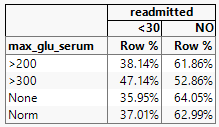 readmitted
<30 NO
max_glu_serum Row % Row %
>200 38.14% 61.86%
>300 47.14% 52.86%
None 35.95% 64.05%
Norm 37.01% 62.99%